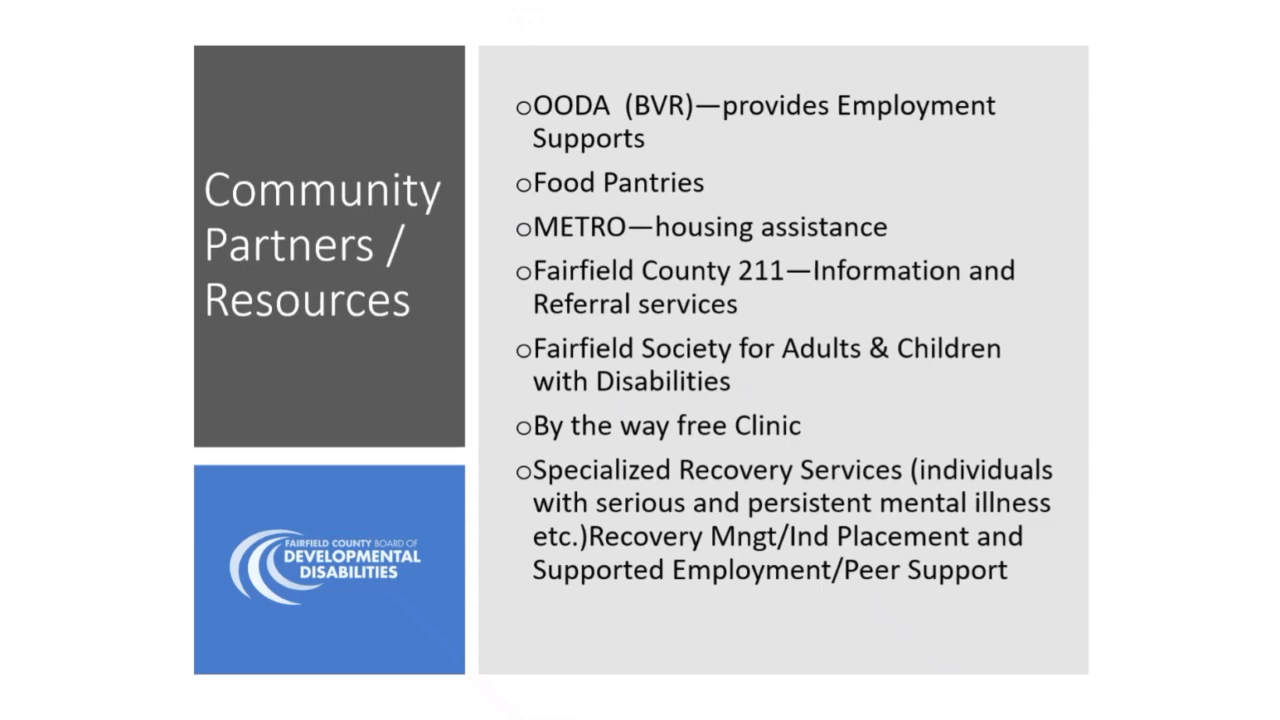 Community
Partners /
Resources
FAIRFIELD COUNTY BOARD OF
DEVELOPMENTAL
DISABILITIES
oOODA  (BVR)—provides Employment
Supports
oFood Pantries
oMETRO—housing assistance
oFairfield County 211—Information and
Referral services
oFairfield Society for Adults & Children
with Disabilities
oBy the way free Clinic
oSpecialized Recovery Services (individuals
with serious and persistent mental illness
etc.)Recovery Mngt/Ind Placement and
Supported Employment/Peer Support